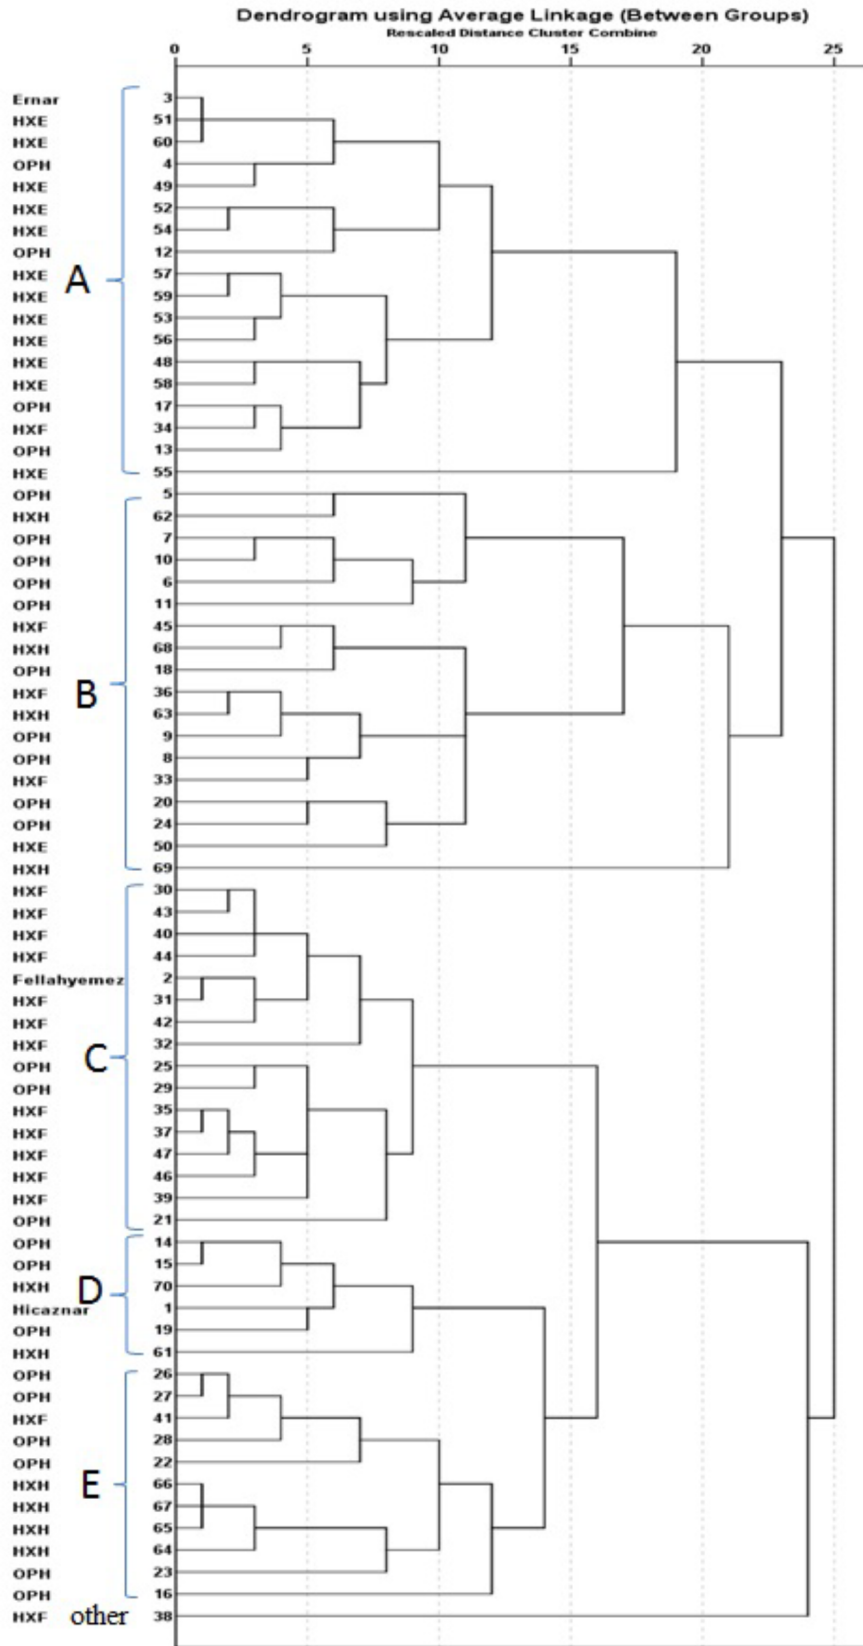 Dendrogram using Average Linkage (Between Groups)
Rescaled Distance Cluster Combine
0 5 10 15 20 25
Ernar 3
HXE 51
HXE 60
OPH 4
HXE 49
HXE 52
HXE 54
OPH 12
HXE 57
A
HXE 59
HXE 53
HXE 56
HXE 48
HXE 58
OPH 17
HXF 34
OPH 13
HXE 55
OPH 5
HXH 62
OPH 7
OPH 10
OPH 6
OPH 11
HXF 45
HXH 68
OPH 18
HXF 36
B
HXH 63
OPH 9
OPH 8
HXF 33
OPH 20
OPH 24
HXE 50
HXH 69
HXF 30
HXF 43
HXF 40
HXF 44
Fellahyemez 2
HXF 31
HXF 42
HXF 32
C
OPH 25
OPH 29
HXF 35
HXF 37
HXF 47
HXF 46
HXF 39
OPH 21
OPH 14
OPH 15
HXH 70
D
Hicaznar 1
OPH 19
HXH 61
OPH 26
OPH 27
HXF 41
OPH 28
OPH 22
HXH 66
E
HXH 67
HXH 65
HXH 64
OPH 23
OPH 16
HXF other 38